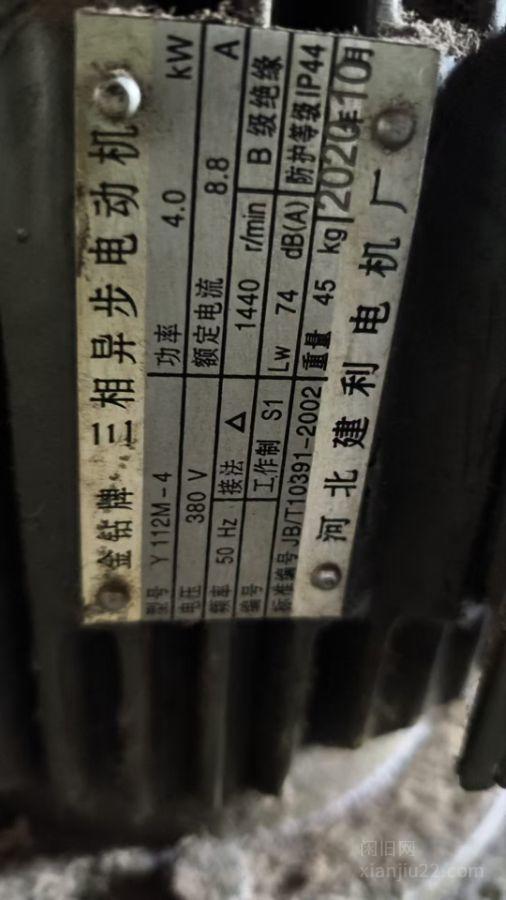 金钻牌 三相异步电动机
型号 Y112M-4 功率 4.0 kW
电压 380 V 额定电流 8.8 A
频率 50 Hz 接法 △ 1440 r/min B 级绝缘
编号 工作制 S1 Lw 74 dB(A) 防护等级IP44
标准编号 JB/T10391-2002 重量 45 kg 2020年10月
河北建利电机厂
闲旧网
xianjiu22.com